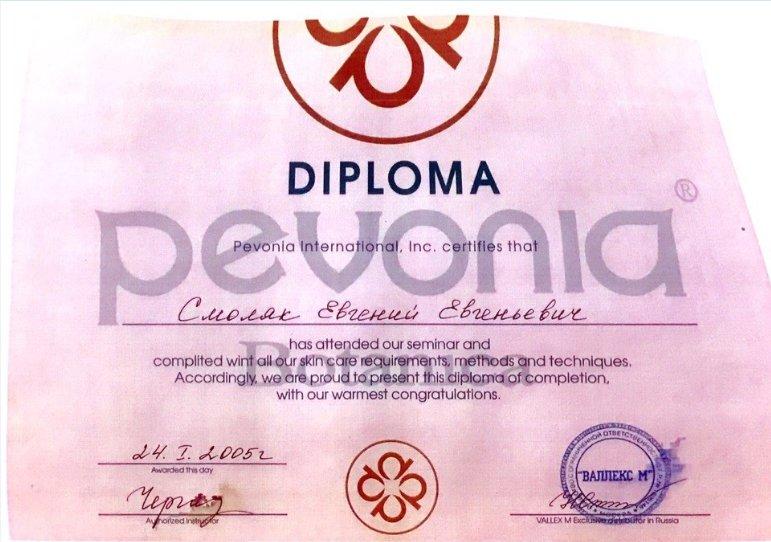 DIPLOMA
pevonia®
Pevonia International, Inc. certifies that
Смоляк Евгений Евгеньевич
has attended our seminar and
Botanica
complited wint all our skin care requirements, methods and techniques.
Accordingly, we are proud to present this diploma of completion,
with our warmest congratulations.
24. I. 2005г
Awarded this day
Authorized Instructor
"ВАЛЛЕКС М"
VALLEX M Exclusive distributor in Russia